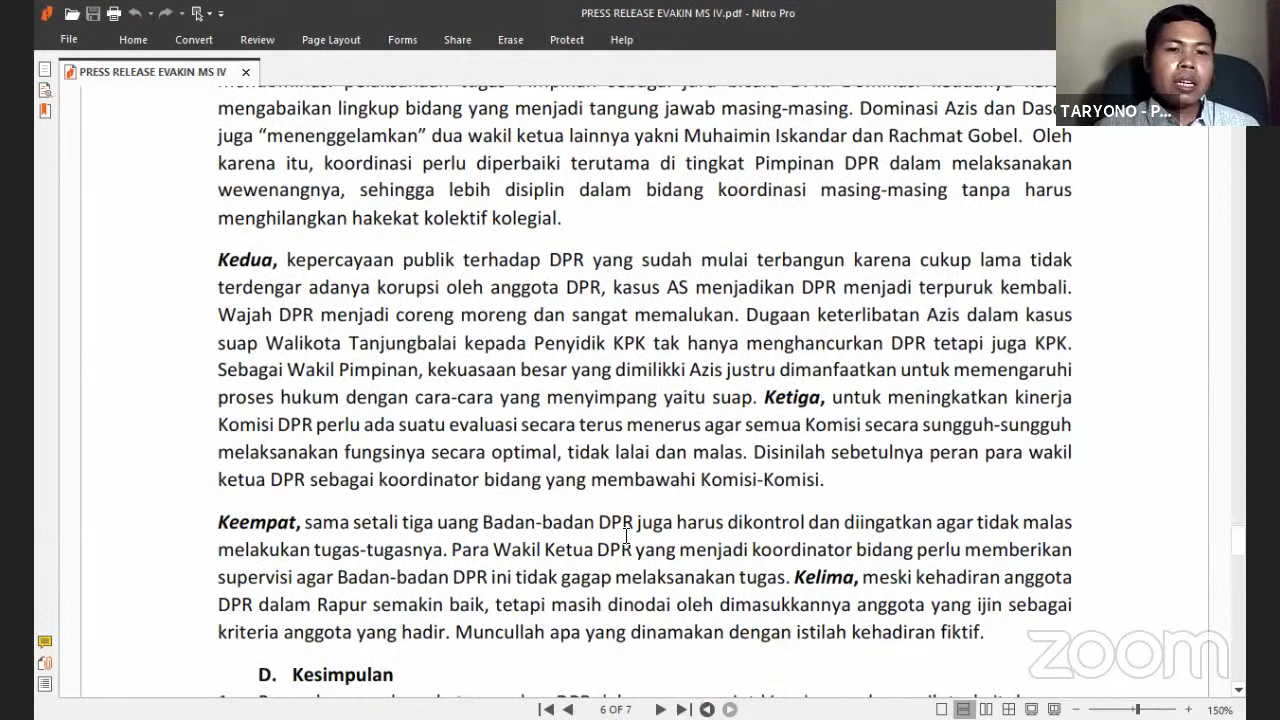 PRESS RELEASE EVAKIN MS IV.pdf - Nitro Pro
File Home Convert Review Page Layout Forms Share Erase Protect Help
PRESS RELEASE EVAKIN MS IV
TARYONO - P...
mengabaikan lingkup bidang yang menjadi tangung jawab masing-masing. Dominasi Azis dan Dasco
juga “menenggelamkan” dua wakil ketua lainnya yakni Muhaimin Iskandar dan Rachmat Gobel. Oleh
karena itu, koordinasi perlu diperbaiki terutama di tingkat Pimpinan DPR dalam melaksanakan
wewenangnya, sehingga lebih disiplin dalam bidang koordinasi masing-masing tanpa harus
menghilangkan hakekat kolektif kolegial.
Kedua, kepercayaan publik terhadap DPR yang sudah mulai terbangun karena cukup lama tidak
terdengar adanya korupsi oleh anggota DPR, kasus AS menjadikan DPR menjadi terpuruk kembali.
Wajah DPR menjadi coreng moreng dan sangat memalukan. Dugaan keterlibatan Azis dalam kasus
suap Walikota Tanjungbalai kepada Penyidik KPK tak hanya menghancurkan DPR tetapi juga KPK.
Sebagai Wakil Pimpinan, kekuasaan besar yang dimilikki Azis justru dimanfaatkan untuk memengaruhi
proses hukum dengan cara-cara yang menyimpang yaitu suap. Ketiga, untuk meningkatkan kinerja
Komisi DPR perlu ada suatu evaluasi secara terus menerus agar semua Komisi secara sungguh-sungguh
melaksanakan fungsinya secara optimal, tidak lalai dan malas. Disinilah sebetulnya peran para wakil
ketua DPR sebagai koordinator bidang yang membawahi Komisi-Komisi.
Keempat, sama setali tiga uang Badan-badan DPR juga harus dikontrol dan diingatkan agar tidak malas
melakukan tugas-tugasnya. Para Wakil Ketua DPR yang menjadi koordinator bidang perlu memberikan
supervisi agar Badan-badan DPR ini tidak gagap melaksanakan tugas. Kelima, meski kehadiran anggota
DPR dalam Rapur semakin baik, tetapi masih dinodai oleh dimasukkannya anggota yang ijin sebagai
kriteria anggota yang hadir. Muncullah apa yang dinamakan dengan istilah kehadiran fiktif.
zoom
D. Kesimpulan
6 OF 7
150%